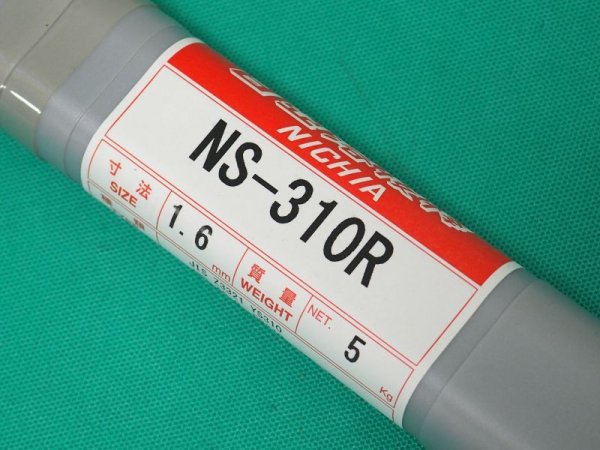 NICHIA
NS-310R
寸法 1.6 質量 NET. 5
SIZE mm WEIGHT Kg
JIS Z3321 YS310